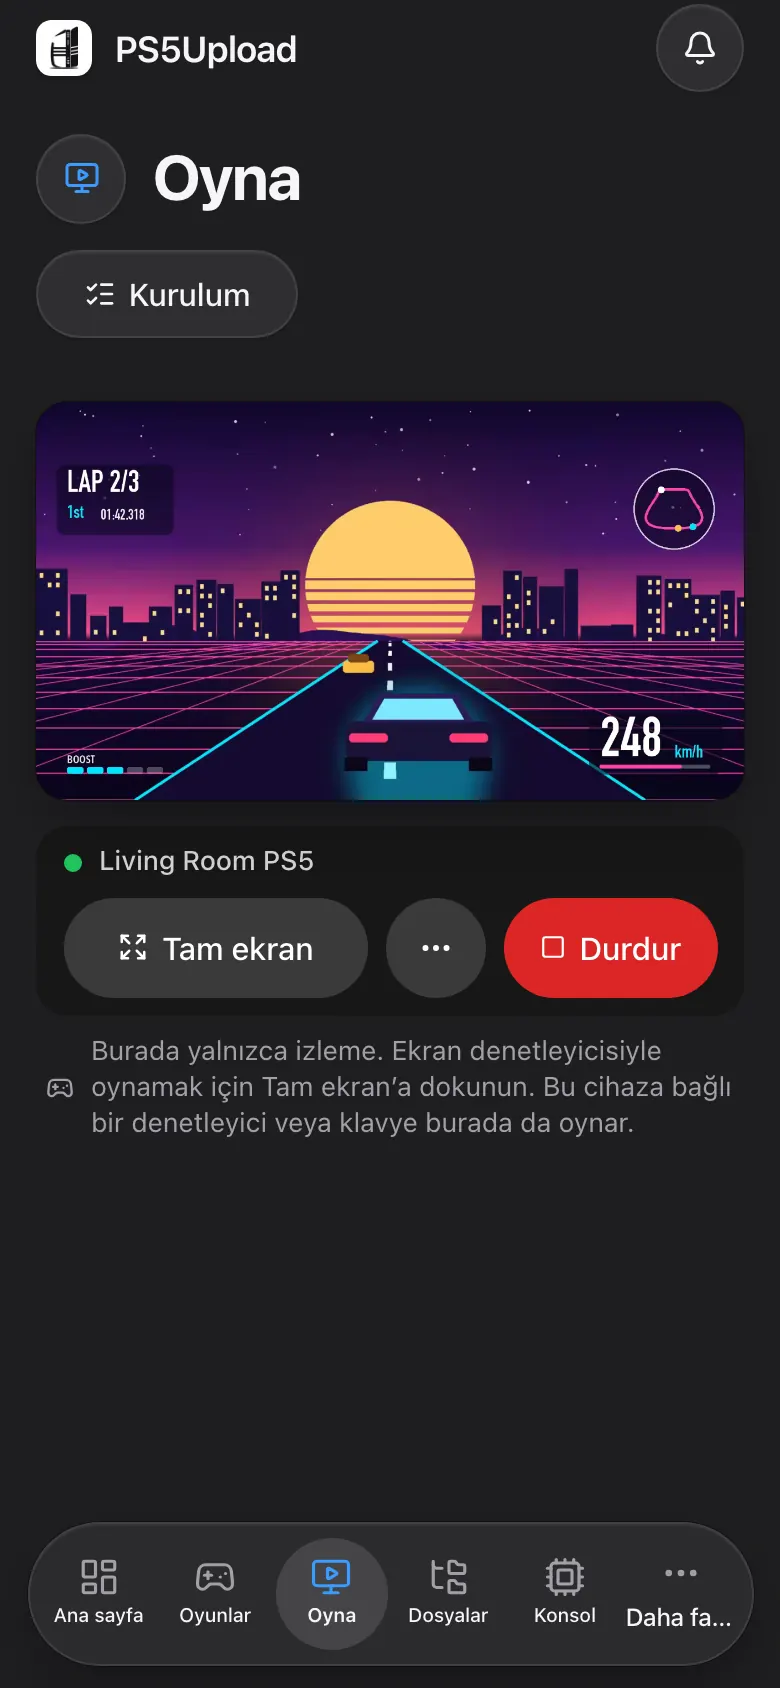 PS5Upload
Oyna
Kurulum
LAP 2/3
1st 01:42.318
248 km/h
BOOST
Living Room PS5
Tam ekran
Durdur
Burada yalnızca izleme. Ekran denetleyicisiyle
oynamak için Tam ekran’a dokunun. Bu cihaza bağlı
bir denetleyici veya klavye burada da oynar.
Ana sayfa
Oyunlar
Oyna
Dosyalar
Konsol
Daha fa...